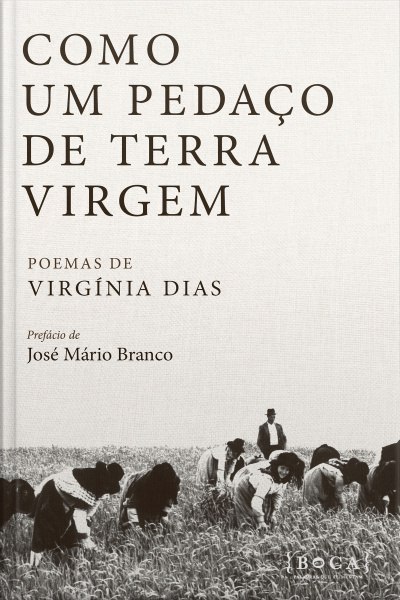 COMO
UM PEDAÇO
DE TERRA
VIRGEM
POEMAS DE
VIRGÍNIA DIAS
Prefácio de
José Mário Branco
{BOCA}